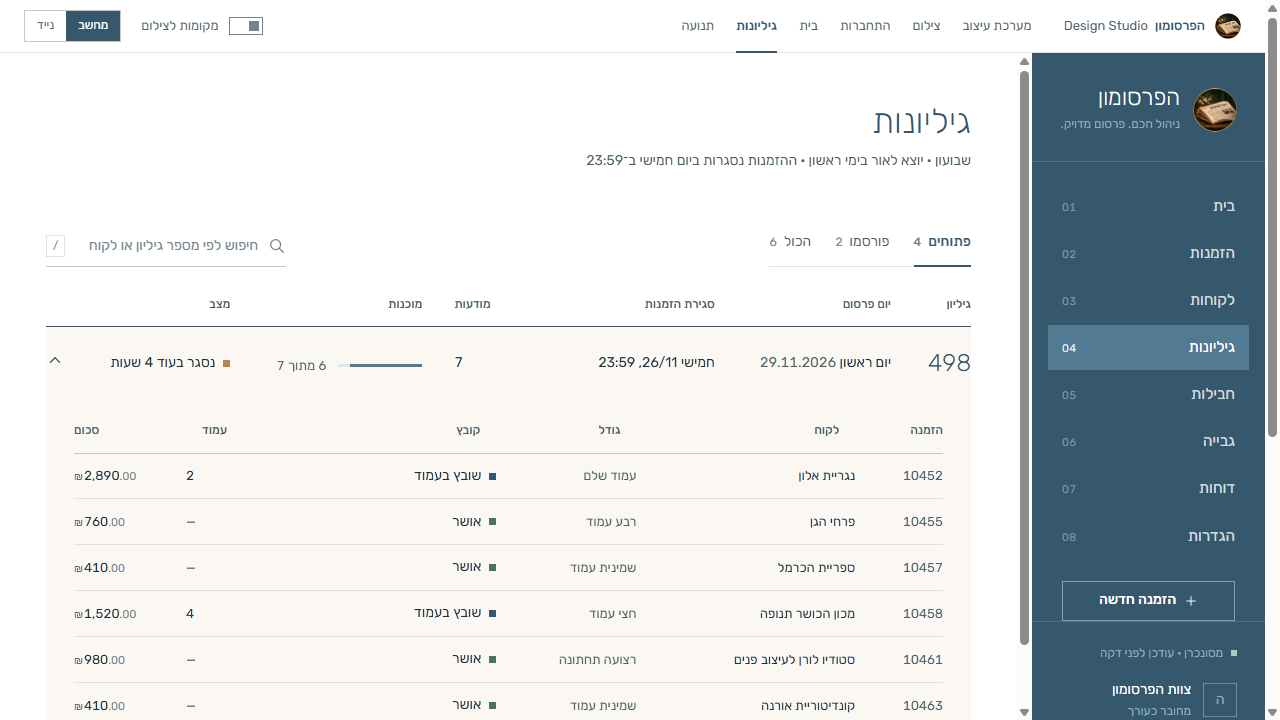 הפרסומון Design Studio מערכת עיצוב צילום התחברות בית גיליונות תנועה מקומות לצילום מחשב נייד
הפרסומון
ניהול חכם. פרסום מדויק.
בית 01
הזמנות 02
לקוחות 03
גיליונות 04
חבילות 05
גבייה 06
דוחות 07
הגדרות 08
+ הזמנה חדשה
מסונכרן • עודכן לפני דקה
ה צוות הפרסומון
מחובר כעורך
גיליונות
שבועון • יוצא לאור בימי ראשון • ההזמנות נסגרות ביום חמישי ב־23:59
פתוחים 4 פורסמו 2 הכול 6 חיפוש לפי מספר גיליון או לקוח /
גיליון יום פרסום סגירת הזמנות מודעות מוכנות מצב
498 יום ראשון 29.11.2026 חמישי 26/11, 23:59 7 6 מתוך 7 נסגר בעוד 4 שעות
הזמנה לקוח גודל קובץ עמוד סכום
10452 נגריית אלון עמוד שלם שובץ בעמוד 2 ₪2,890.00
10455 פרחי הגן רבע עמוד אושר – ₪760.00
10457 ספריית הכרמל שמינית עמוד אושר – ₪410.00
10458 מכון הכושר תנופה חצי עמוד שובץ בעמוד 4 ₪1,520.00
10461 סטודיו לורן לעיצוב פנים רצועה תחתונה אושר – ₪980.00
10463 קונדיטוריית אורנה שמינית עמוד אושר – ₪410.00